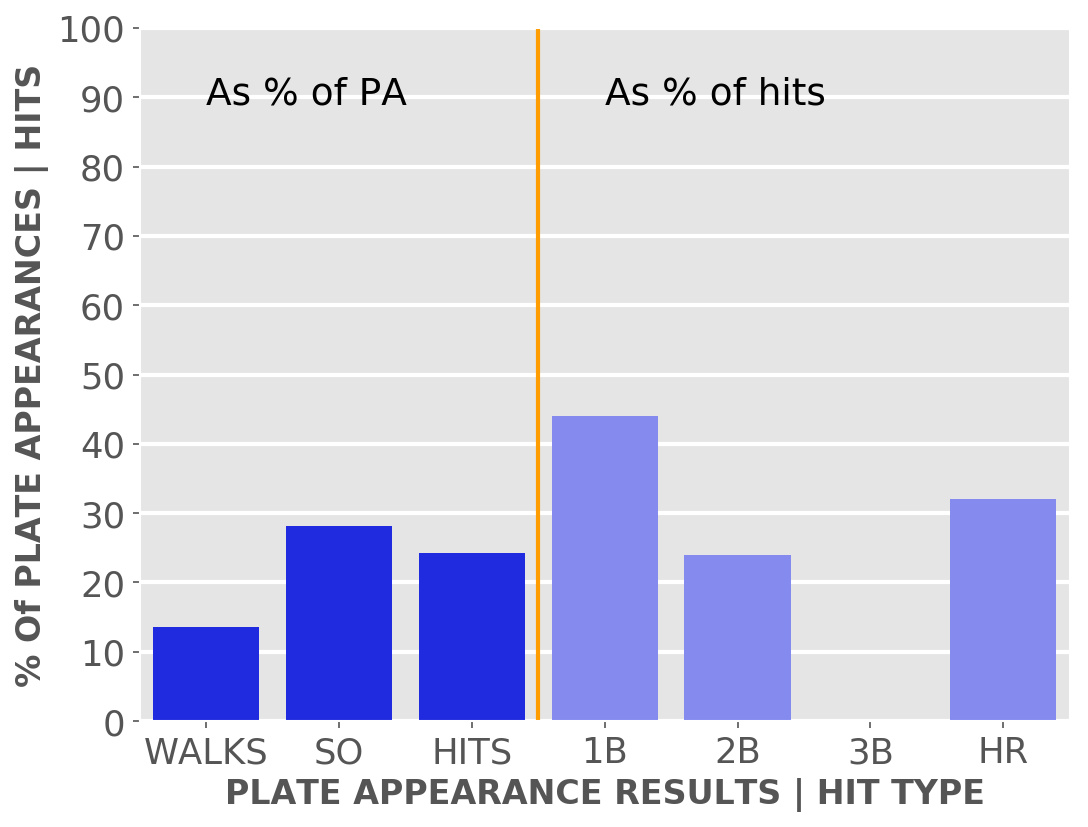 100
90
80
70
60
50
40
30
20
10
0
% Of PLATE APPEARANCES | HITS
As % of PA
As % of hits
WALKS SO HITS 1B 2B 3B HR
PLATE APPEARANCE RESULTS | HIT TYPE